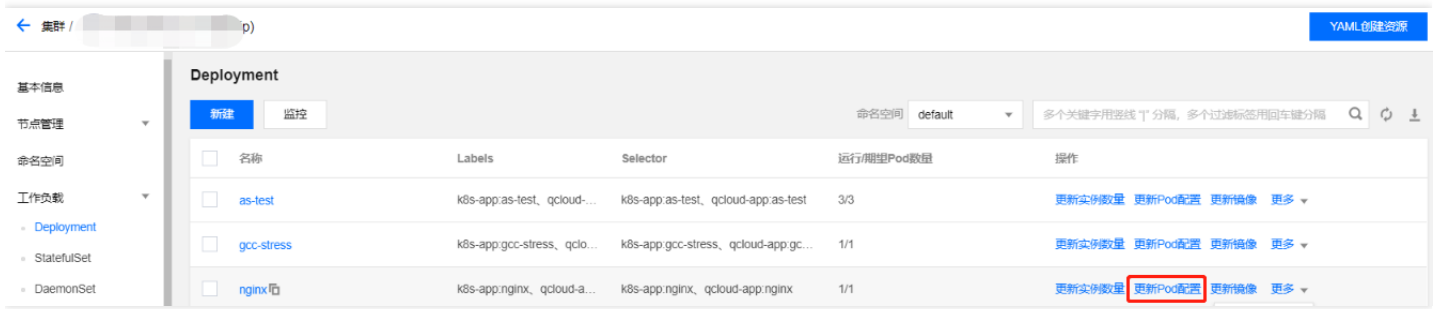 集群 / p)
YAML创建资源
基本信息
节点管理
命名空间
工作负载
Deployment
StatefulSet
DaemonSet
Deployment
新建 监控
命名空间 default 多个关键字用竖线 "|" 分隔，多个过滤标签用回车键分隔
名称 Labels Selector 运行/期望Pod数量 操作
as-test k8s-app:as-test、qcloud-... k8s-app:as-test、qcloud-app:as-test 3/3 更新实例数量 更新Pod配置 更新镜像 更多
gcc-stress k8s-app:gcc-stress、qclo... k8s-app:gcc-stress、qcloud-app:gc... 1/1 更新实例数量 更新Pod配置 更新镜像 更多
nginx k8s-app:nginx、qcloud-a... k8s-app:nginx、qcloud-app:nginx 1/1 更新实例数量 更新Pod配置 更新镜像 更多